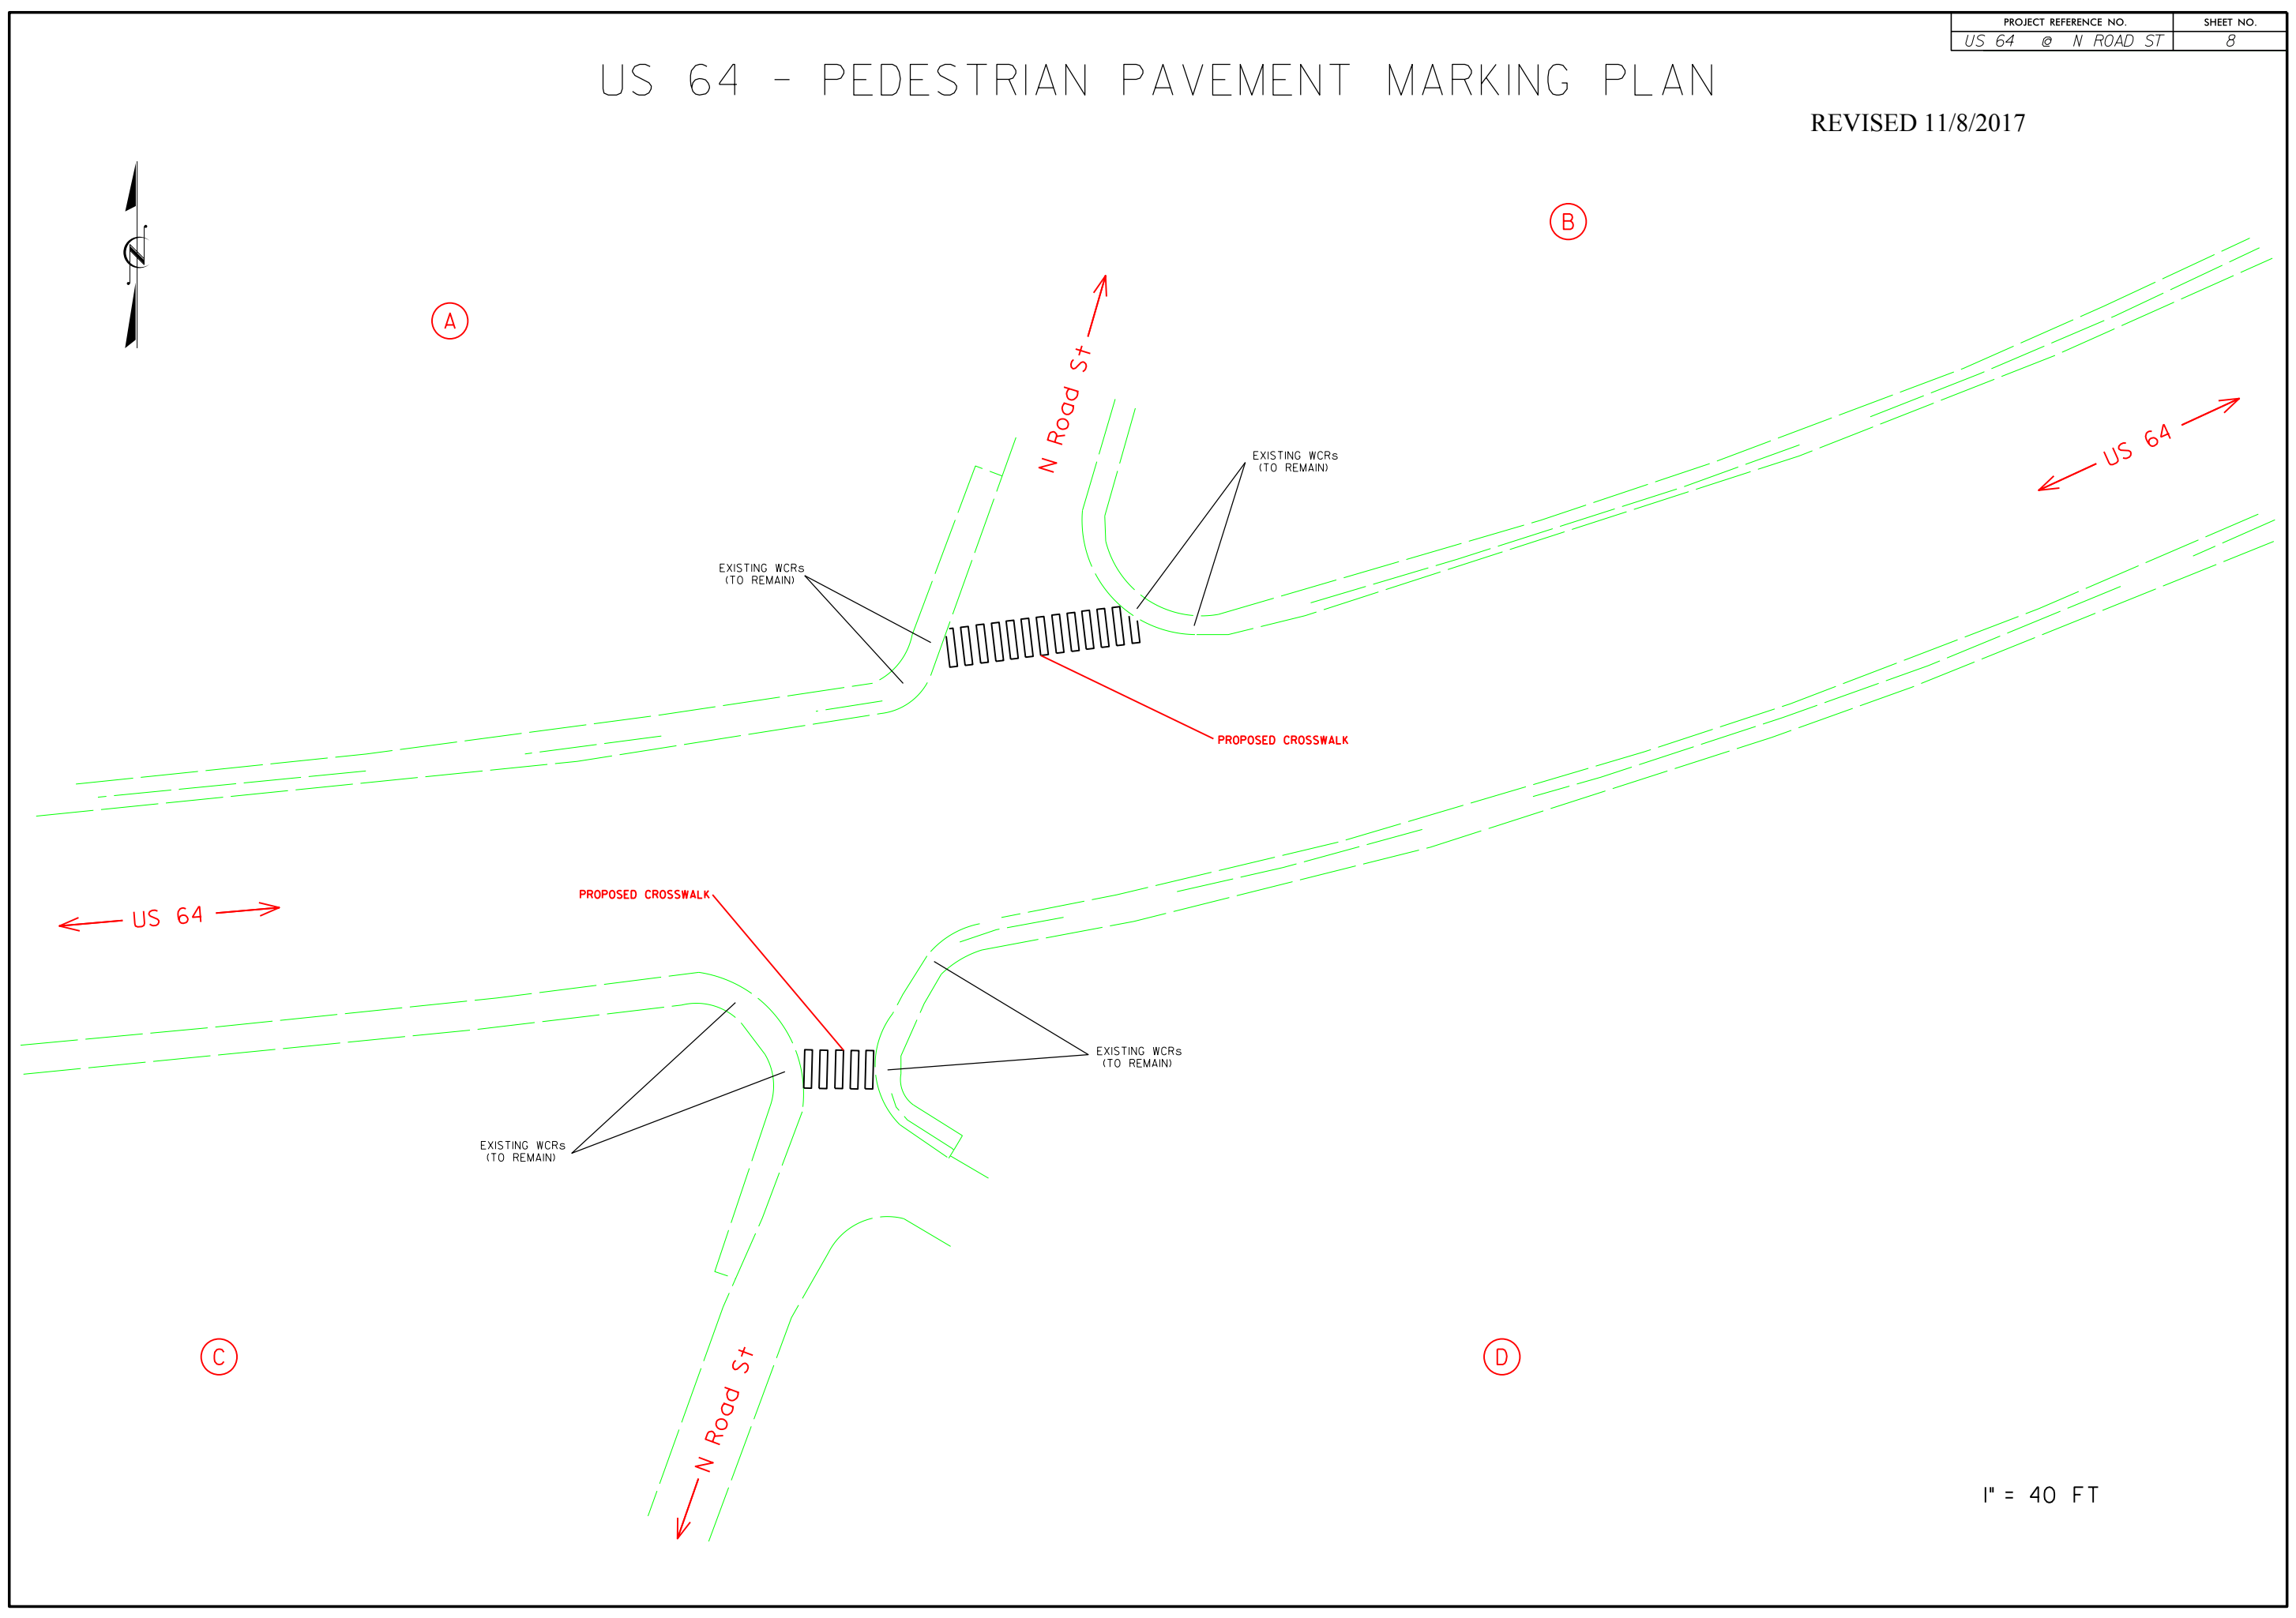 PROJECT REFERENCE NO. SHEET NO.
US 64 @ N ROAD ST 8
US 64 - PEDESTRIAN PAVEMENT MARKING PLAN
REVISED 11/8/2017
N
B
A
N Road St
EXISTING WCRs
(TO REMAIN)
US 64
EXISTING WCRs
(TO REMAIN)
PROPOSED CROSSWALK
PROPOSED CROSSWALK
US 64
EXISTING WCRs
(TO REMAIN)
EXISTING WCRs
(TO REMAIN)
C
D
N Road St
1" = 40 FT